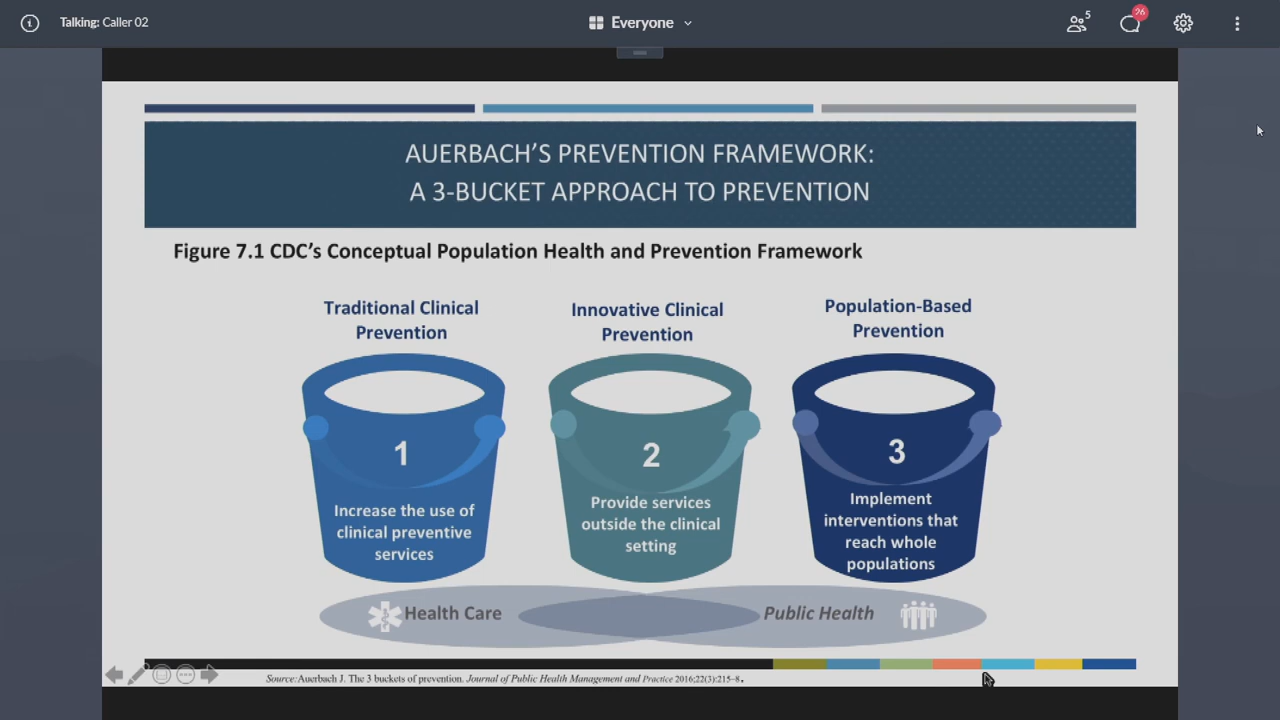 Talking: Caller 02
Everyone
5
26
AUERBACH'S PREVENTION FRAMEWORK:
A 3-BUCKET APPROACH TO PREVENTION
Figure 7.1 CDC's Conceptual Population Health and Prevention Framework
Traditional Clinical
Prevention
1
Increase the use of
clinical preventive
services
Innovative Clinical
Prevention
2
Provide services
outside the clinical
setting
Population-Based
Prevention
3
Implement
interventions that
reach whole
populations
Health Care
Public Health
Source:Auerbach J. The 3 buckets of prevention. Journal of Public Health Management and Practice 2016;22(3):215–8.